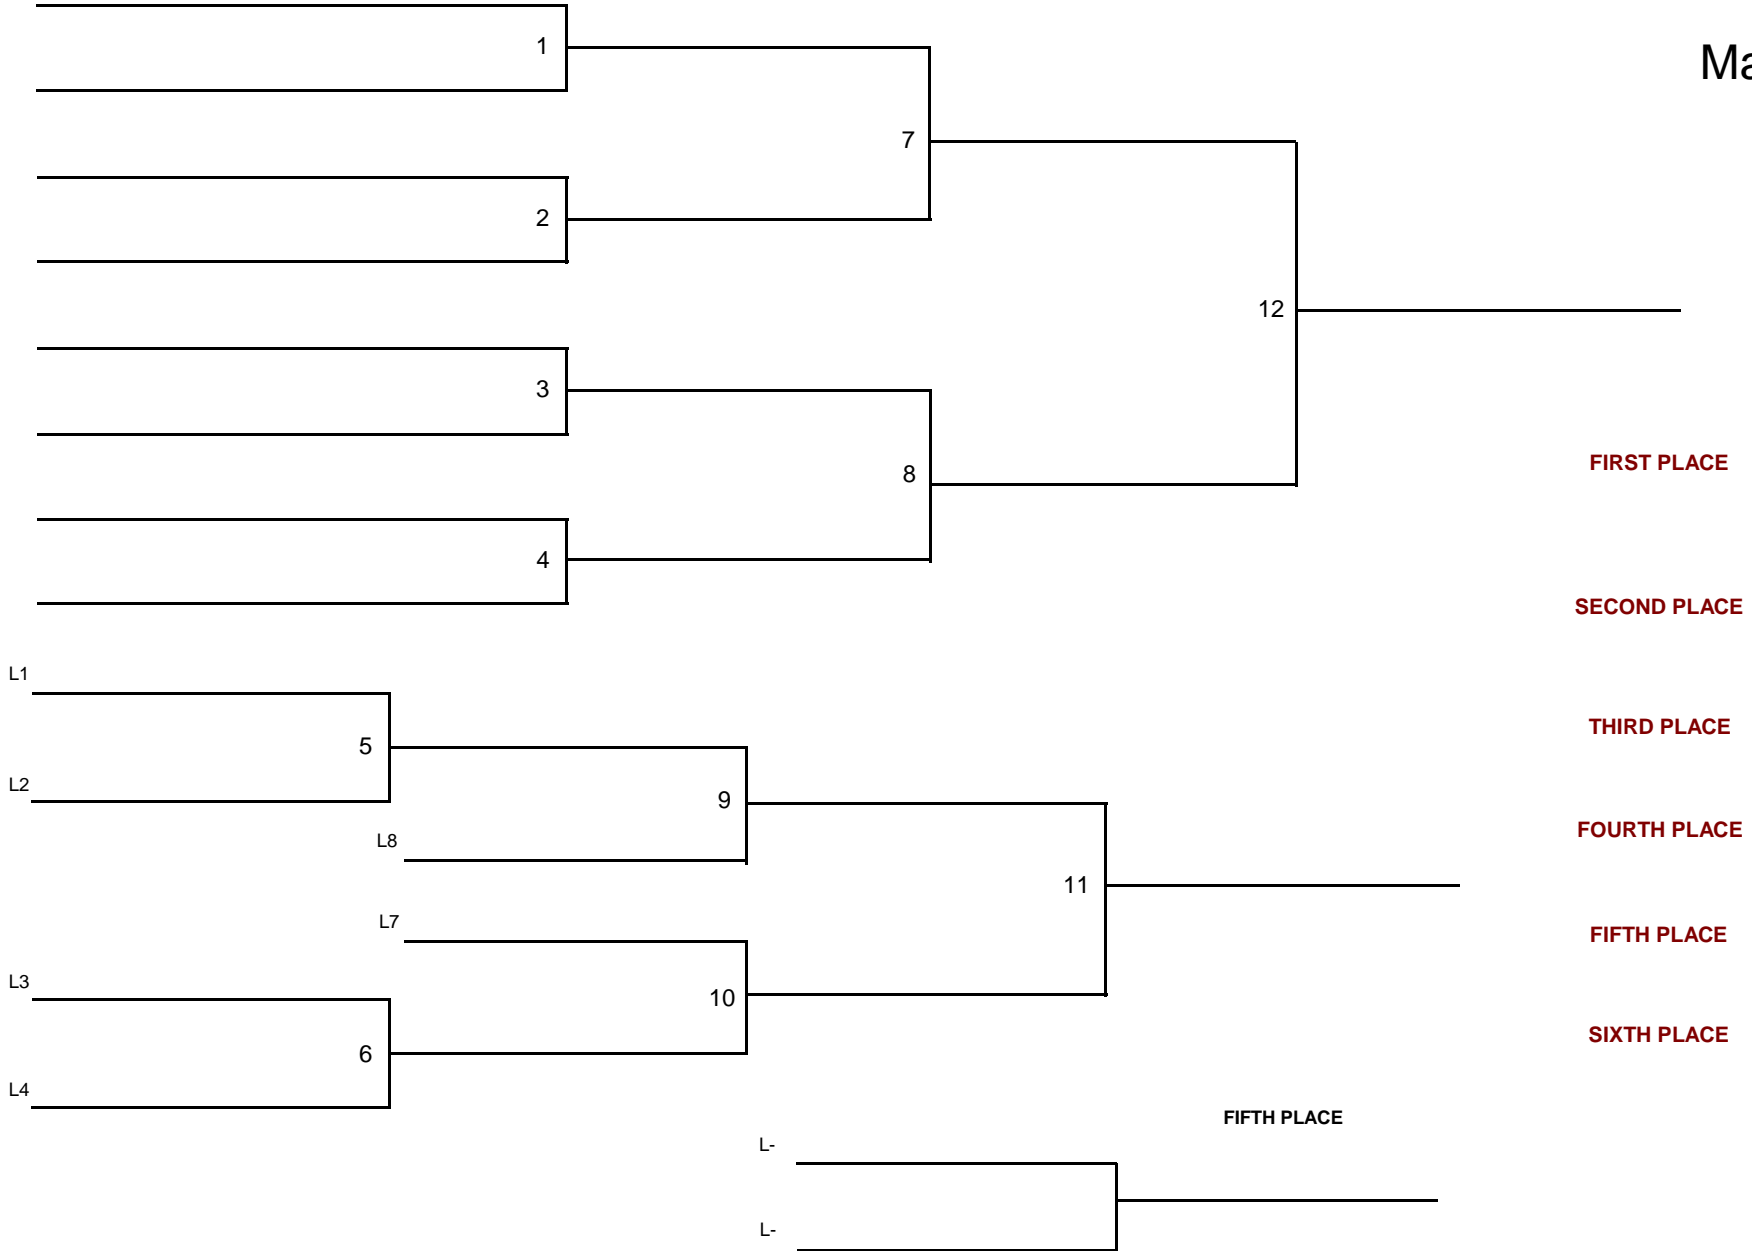 1
Ma
7
2
12
3
FIRST PLACE
8
4
SECOND PLACE
L1
THIRD PLACE
5
L2
9
FOURTH PLACE
L8
11
L7
FIFTH PLACE
L3
10
SIXTH PLACE
6
L4
FIFTH PLACE
L-
L-